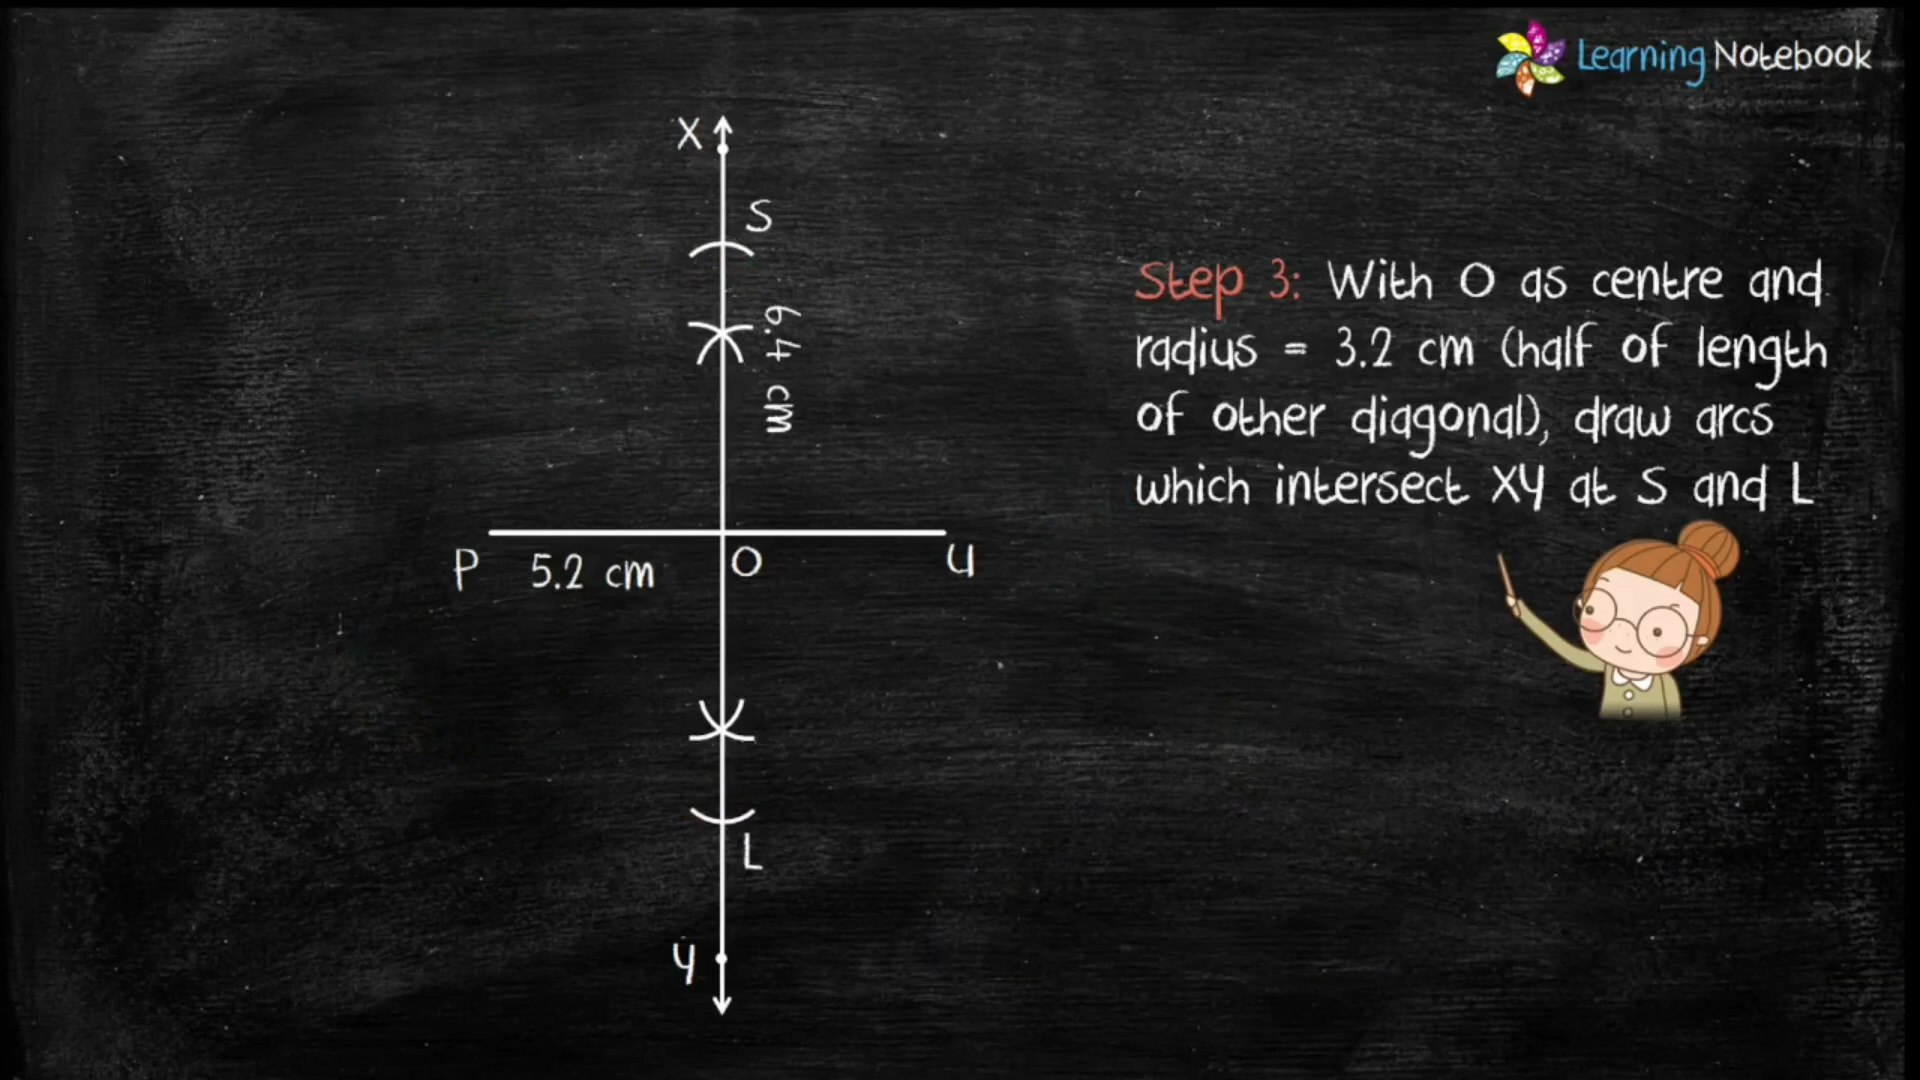 Learning Notebook
X
S
6.4 cm
Step 3: With O as centre and
radius = 3.2 cm (half of length
of other diagonal), draw arcs
which intersect XY at S and L
P 5.2 cm O U
L
Y